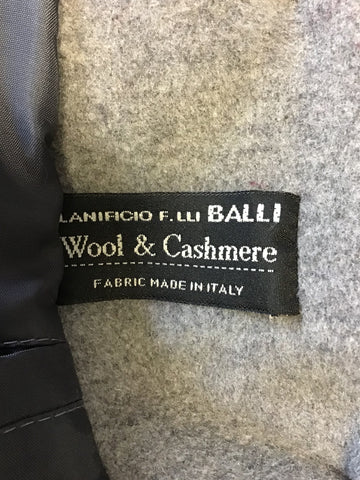 LANIFICIO F.LLI BALLI
Wool & Cashmere
FABRIC MADE IN ITALY